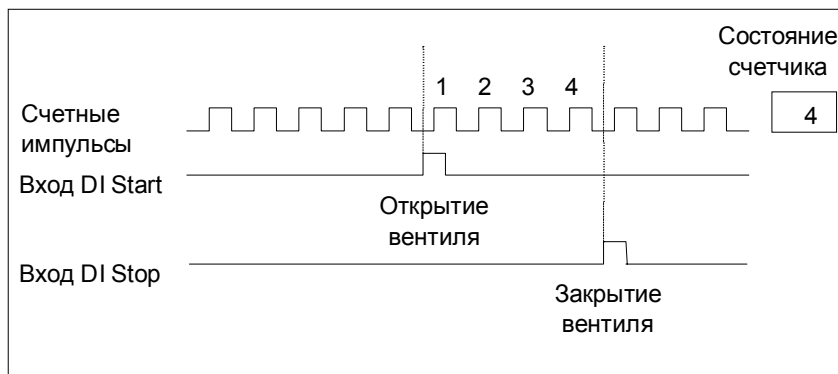 Состояние
счетчика
1 2 3 4
Счетные
импульсы
4
Вход DI Start
Открытие
вентиля
Вход DI Stop
Закрытие
вентиля